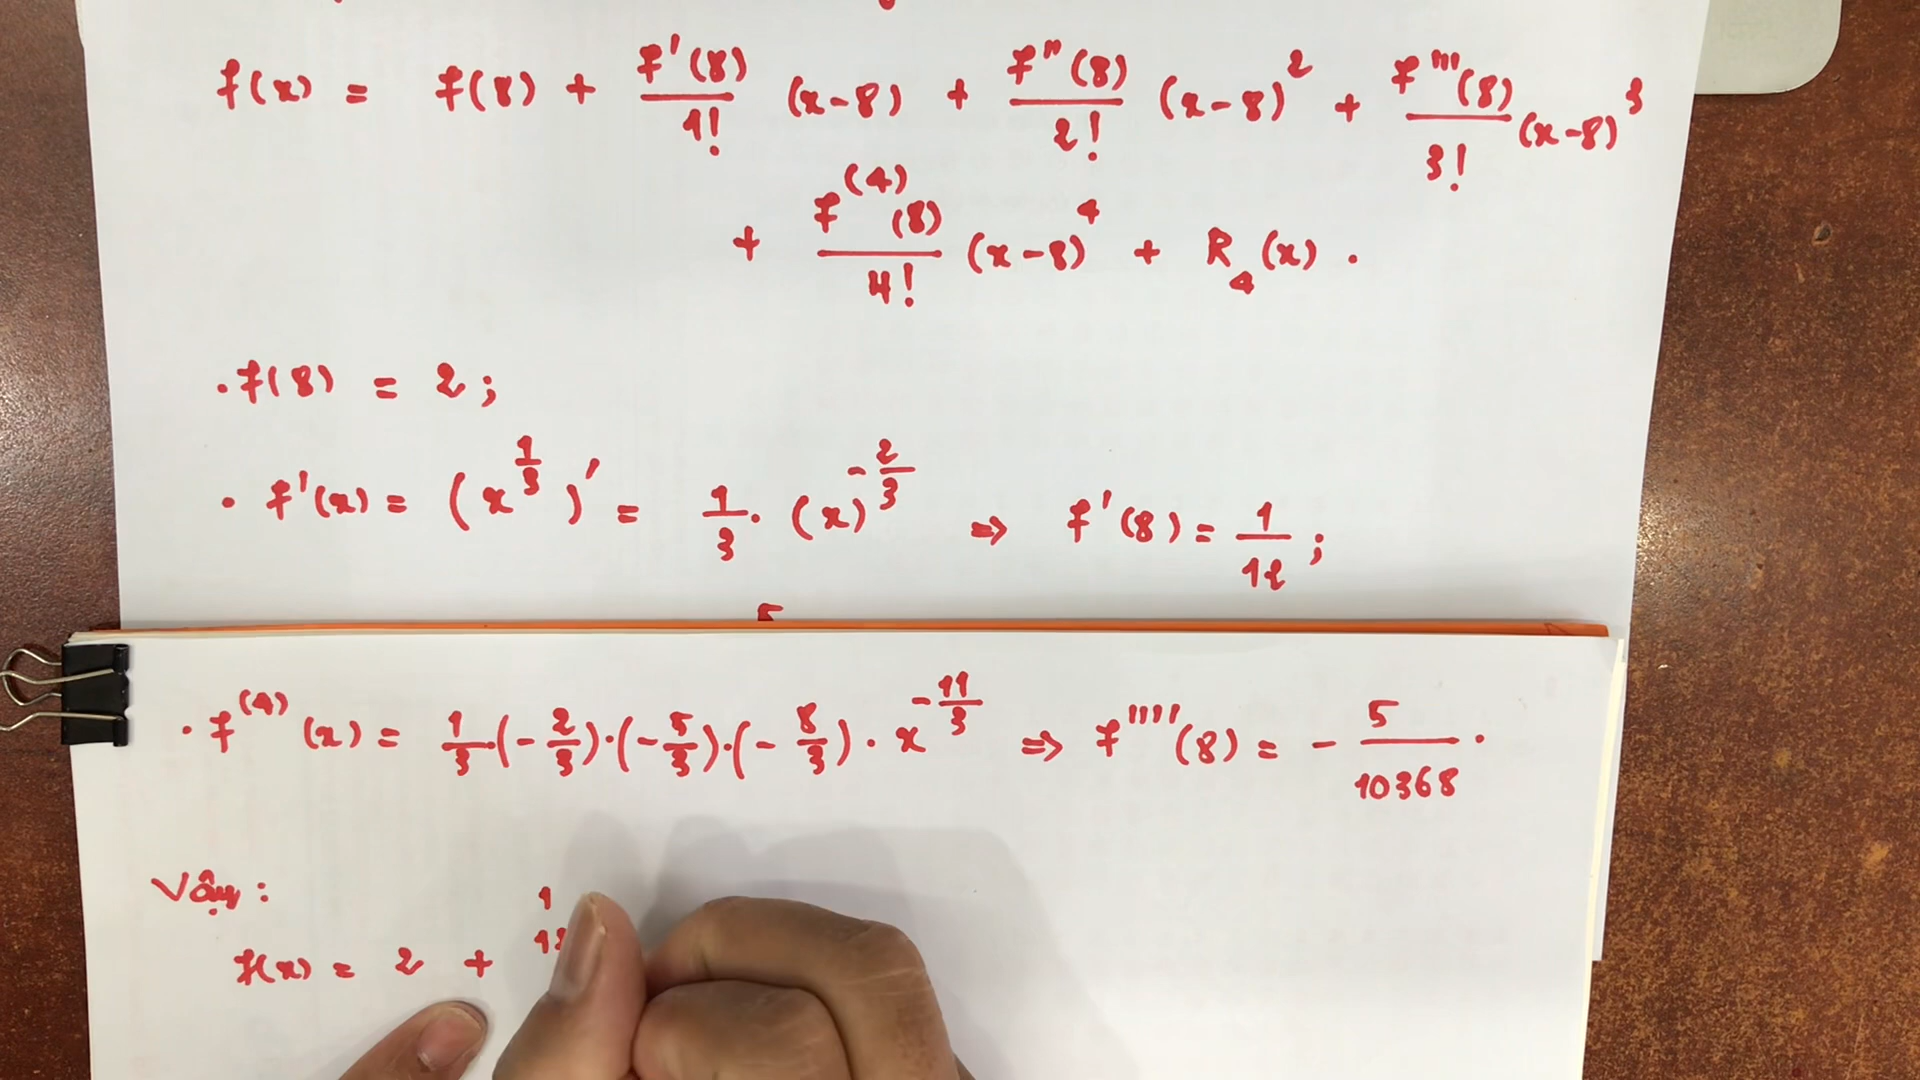 f(x) = f(8) + f'(8)/1! (x-8) + f''(8)/2! (x-8)² + f'''(8)/3! (x-8)³
+ f⁽⁴⁾(8)/4! (x-8)⁴ + R₄(x) .
. f(8) = 2 ;
. f'(x) = (x^(1/3))' = 1/3 . (x)^(-2/3) ⇒ f'(8) = 1/12 ;
. f⁽⁴⁾(x) = 1/3 . (-2/3) . (-5/3) . (-8/3) . x^(-11/3) ⇒ f''''(8) = - 5/10368 .
Vậy :
f(x) = 2 + 1